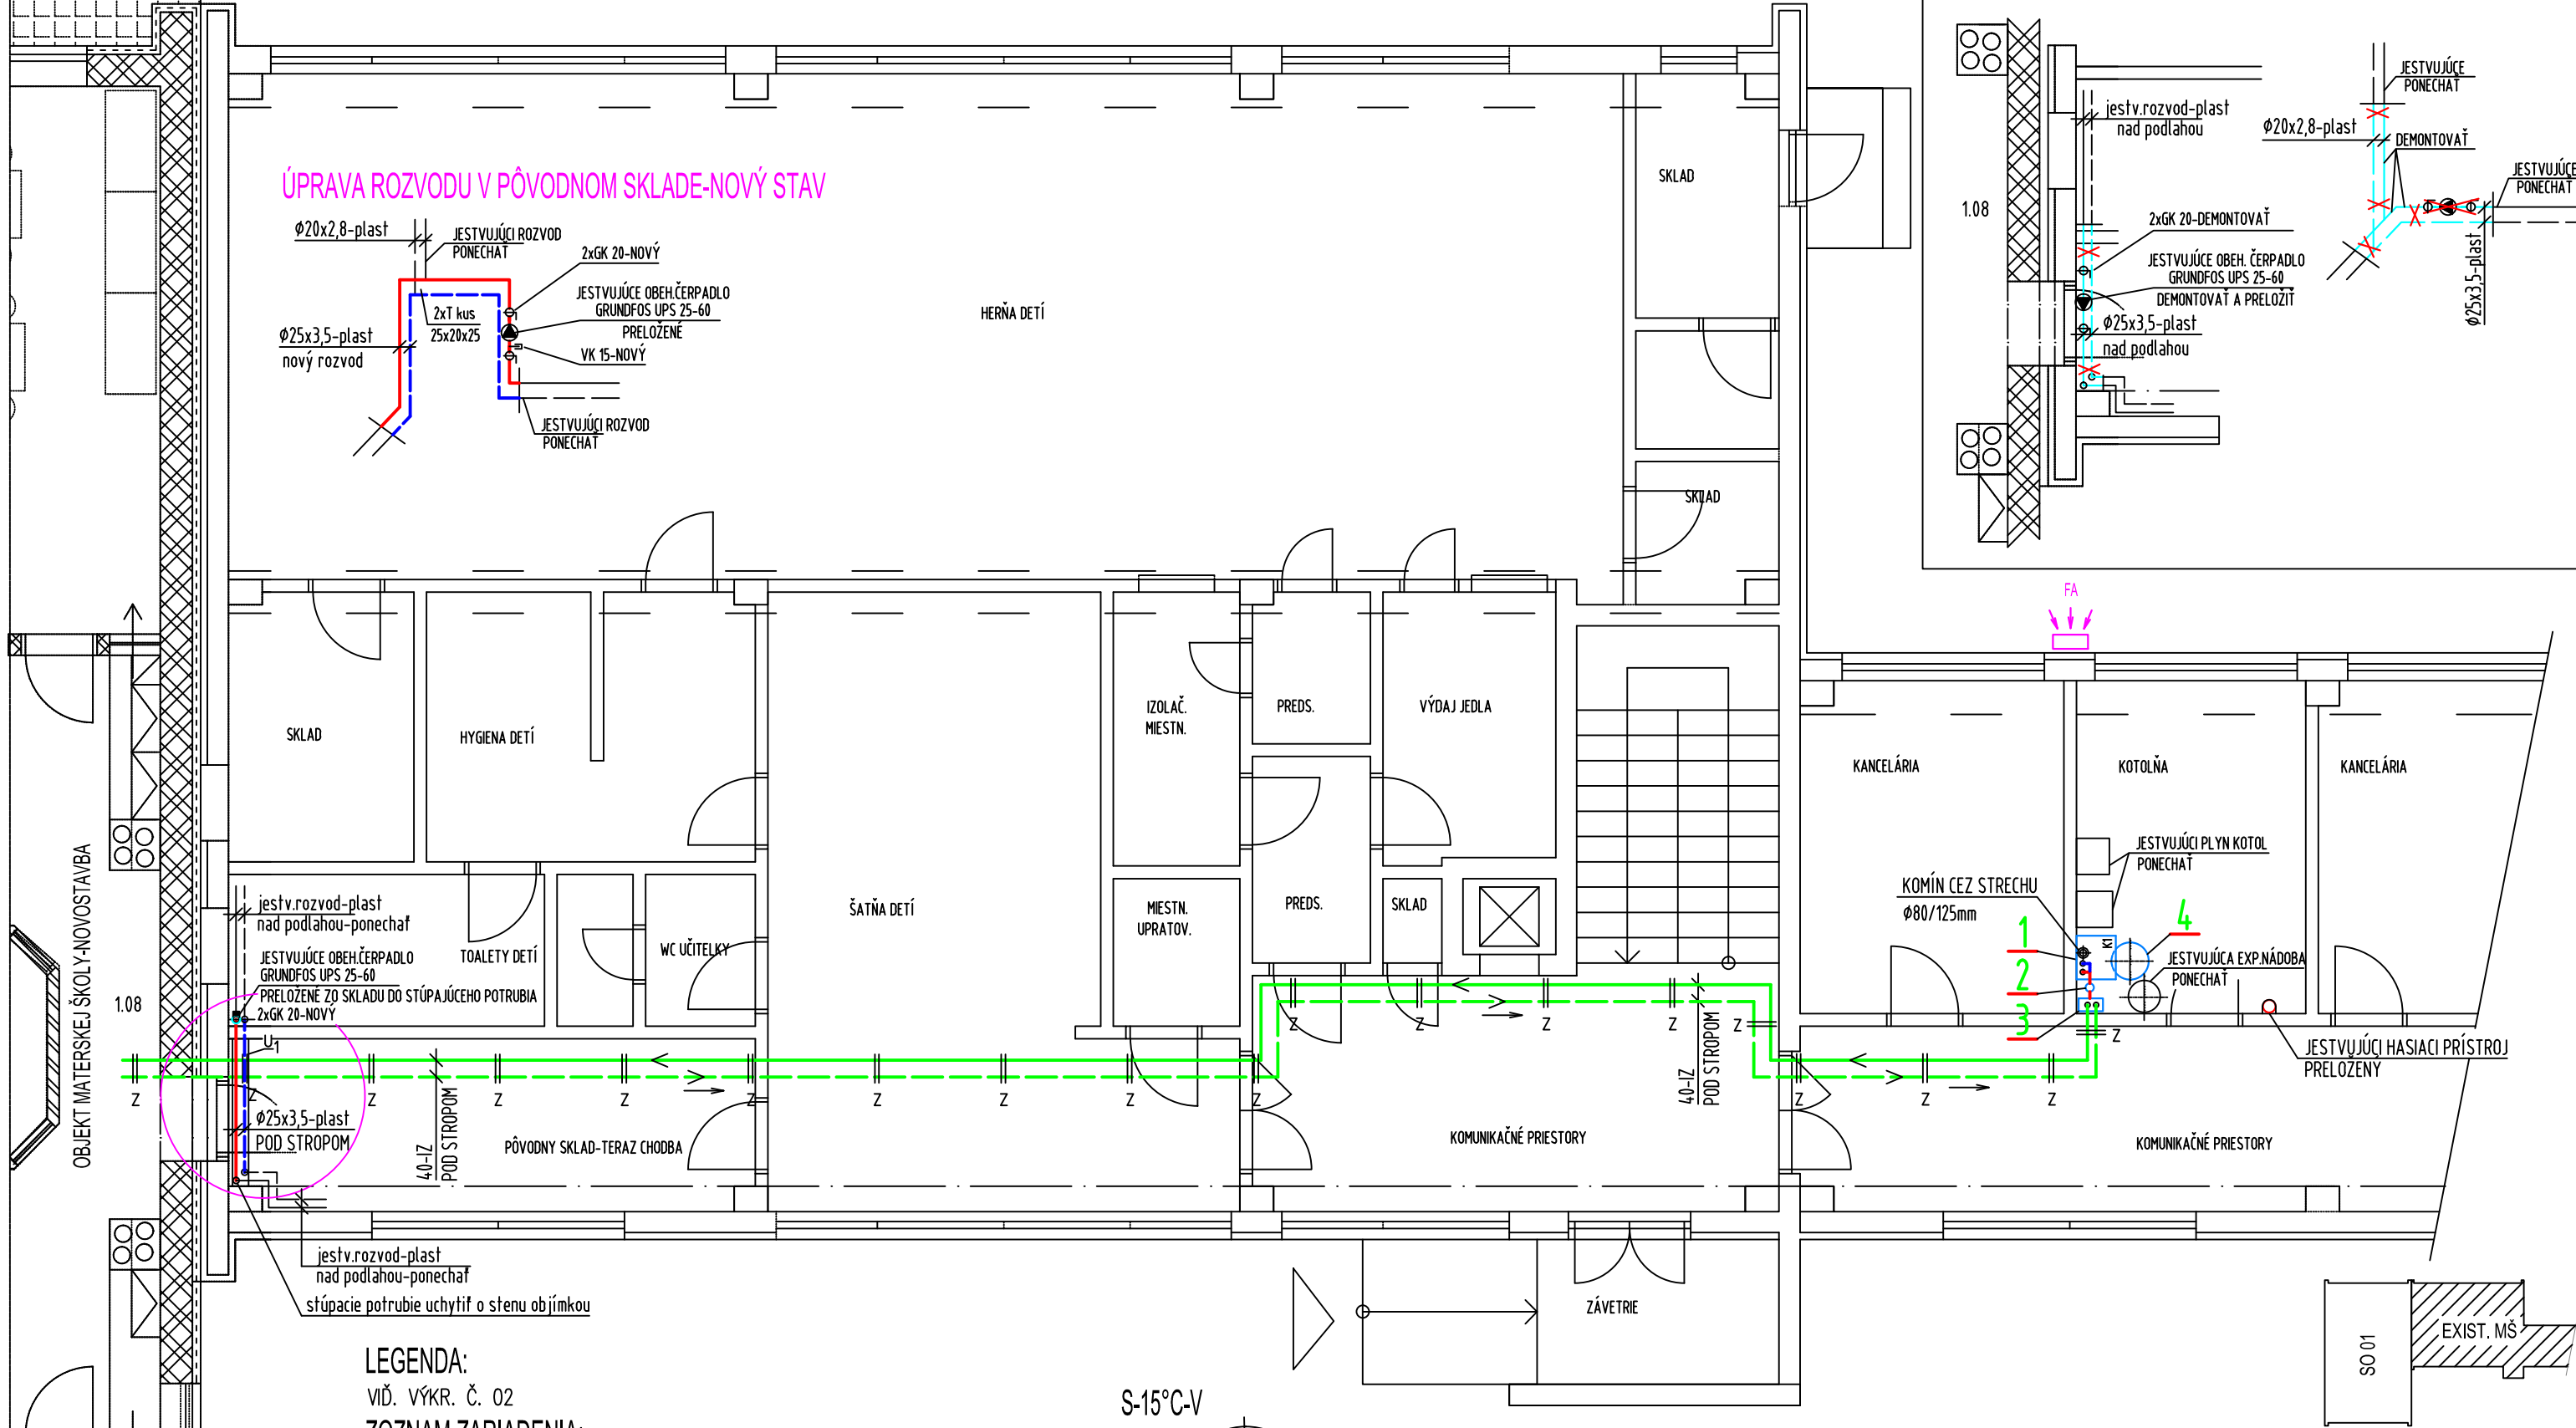 ÚPRAVA ROZVODU V PÔVODNOM SKLADE-NOVÝ STAV
ϕ20x2,8-plast
JESTVUJÚCI ROZVOD
PONECHAŤ
2xGK 20-NOVÝ
JESTVUJÚCE OBEH.ČERPADLO
GRUNDFOS UPS 25-60
PRELOŽENÉ
2xT kus
25x20x25
ϕ25x3,5-plast
nový rozvod
VK 15-NOVÝ
JESTVUJÚCI ROZVOD
PONECHAŤ
HERŇA DETÍ
SKLAD
SKLAD
1.08
jestv.rozvod-plast
nad podlahou
2xGK 20-DEMONTOVAŤ
JESTVUJÚCE OBEH. ČERPADLO
GRUNDFOS UPS 25-60
DEMONTOVAŤ A PRELOŽIŤ
ϕ25x3,5-plast
nad podlahou
JESTVUJÚCE
PONECHAŤ
ϕ20x2,8-plast
DEMONTOVAŤ
JESTVUJÚCE
PONECHAŤ
ϕ25x3,5-plast
FA
SKLAD
HYGIENA DETÍ
IZOLAČ.
MIESTN.
PREDS.
VÝDAJ JEDLA
KANCELÁRIA
KOTOLŇA
KANCELÁRIA
JESTVUJÚCI PLYN KOTOL
PONECHAŤ
KOMÍN CEZ STRECHU
ϕ80/125mm
1
2
3
4
K1
JESTVUJÚCA EXP.NÁDOBA
PONECHAŤ
JESTVUJÚCI HASIACI PRÍSTROJ
PRELOŽENÝ
OBJEKT MATERSKEJ ŠKOLY-NOVOSTAVBA
1.08
jestv.rozvod-plast
nad podlahou-ponechať
JESTVUJÚCE OBEH.ČERPADLO
GRUNDFOS UPS 25-60
PRELOŽENÉ ZO SKLADU DO STÚPAJÚCEHO POTRUBIA
2xGK 20-NOVÝ
TOALETY DETÍ
WC UČITELKY
ŠATŇA DETÍ
MIESTN.
UPRATOV.
PREDS.
SKLAD
U1
Z Z Z Z Z Z Z Z Z Z
Z Z Z Z Z
Z Z Z Z
ϕ25x3,5-plast
POD STROPOM
40-IZ
POD STROPOM
PÔVODNY SKLAD-TERAZ CHODBA
40-IZ
POD STROPOM
KOMUNIKAČNÉ PRIESTORY
KOMUNIKAČNÉ PRIESTORY
jestv.rozvod-plast
nad podlahou-ponechať
stúpacie potrubie uchytiť o stenu objímkou
ZÁVETRIE
LEGENDA:
VIĎ. VÝKR. Č. 02
ZOZNAM ZARIADENIA:
S-15°C-V
SO 01
EXIST. MŠ